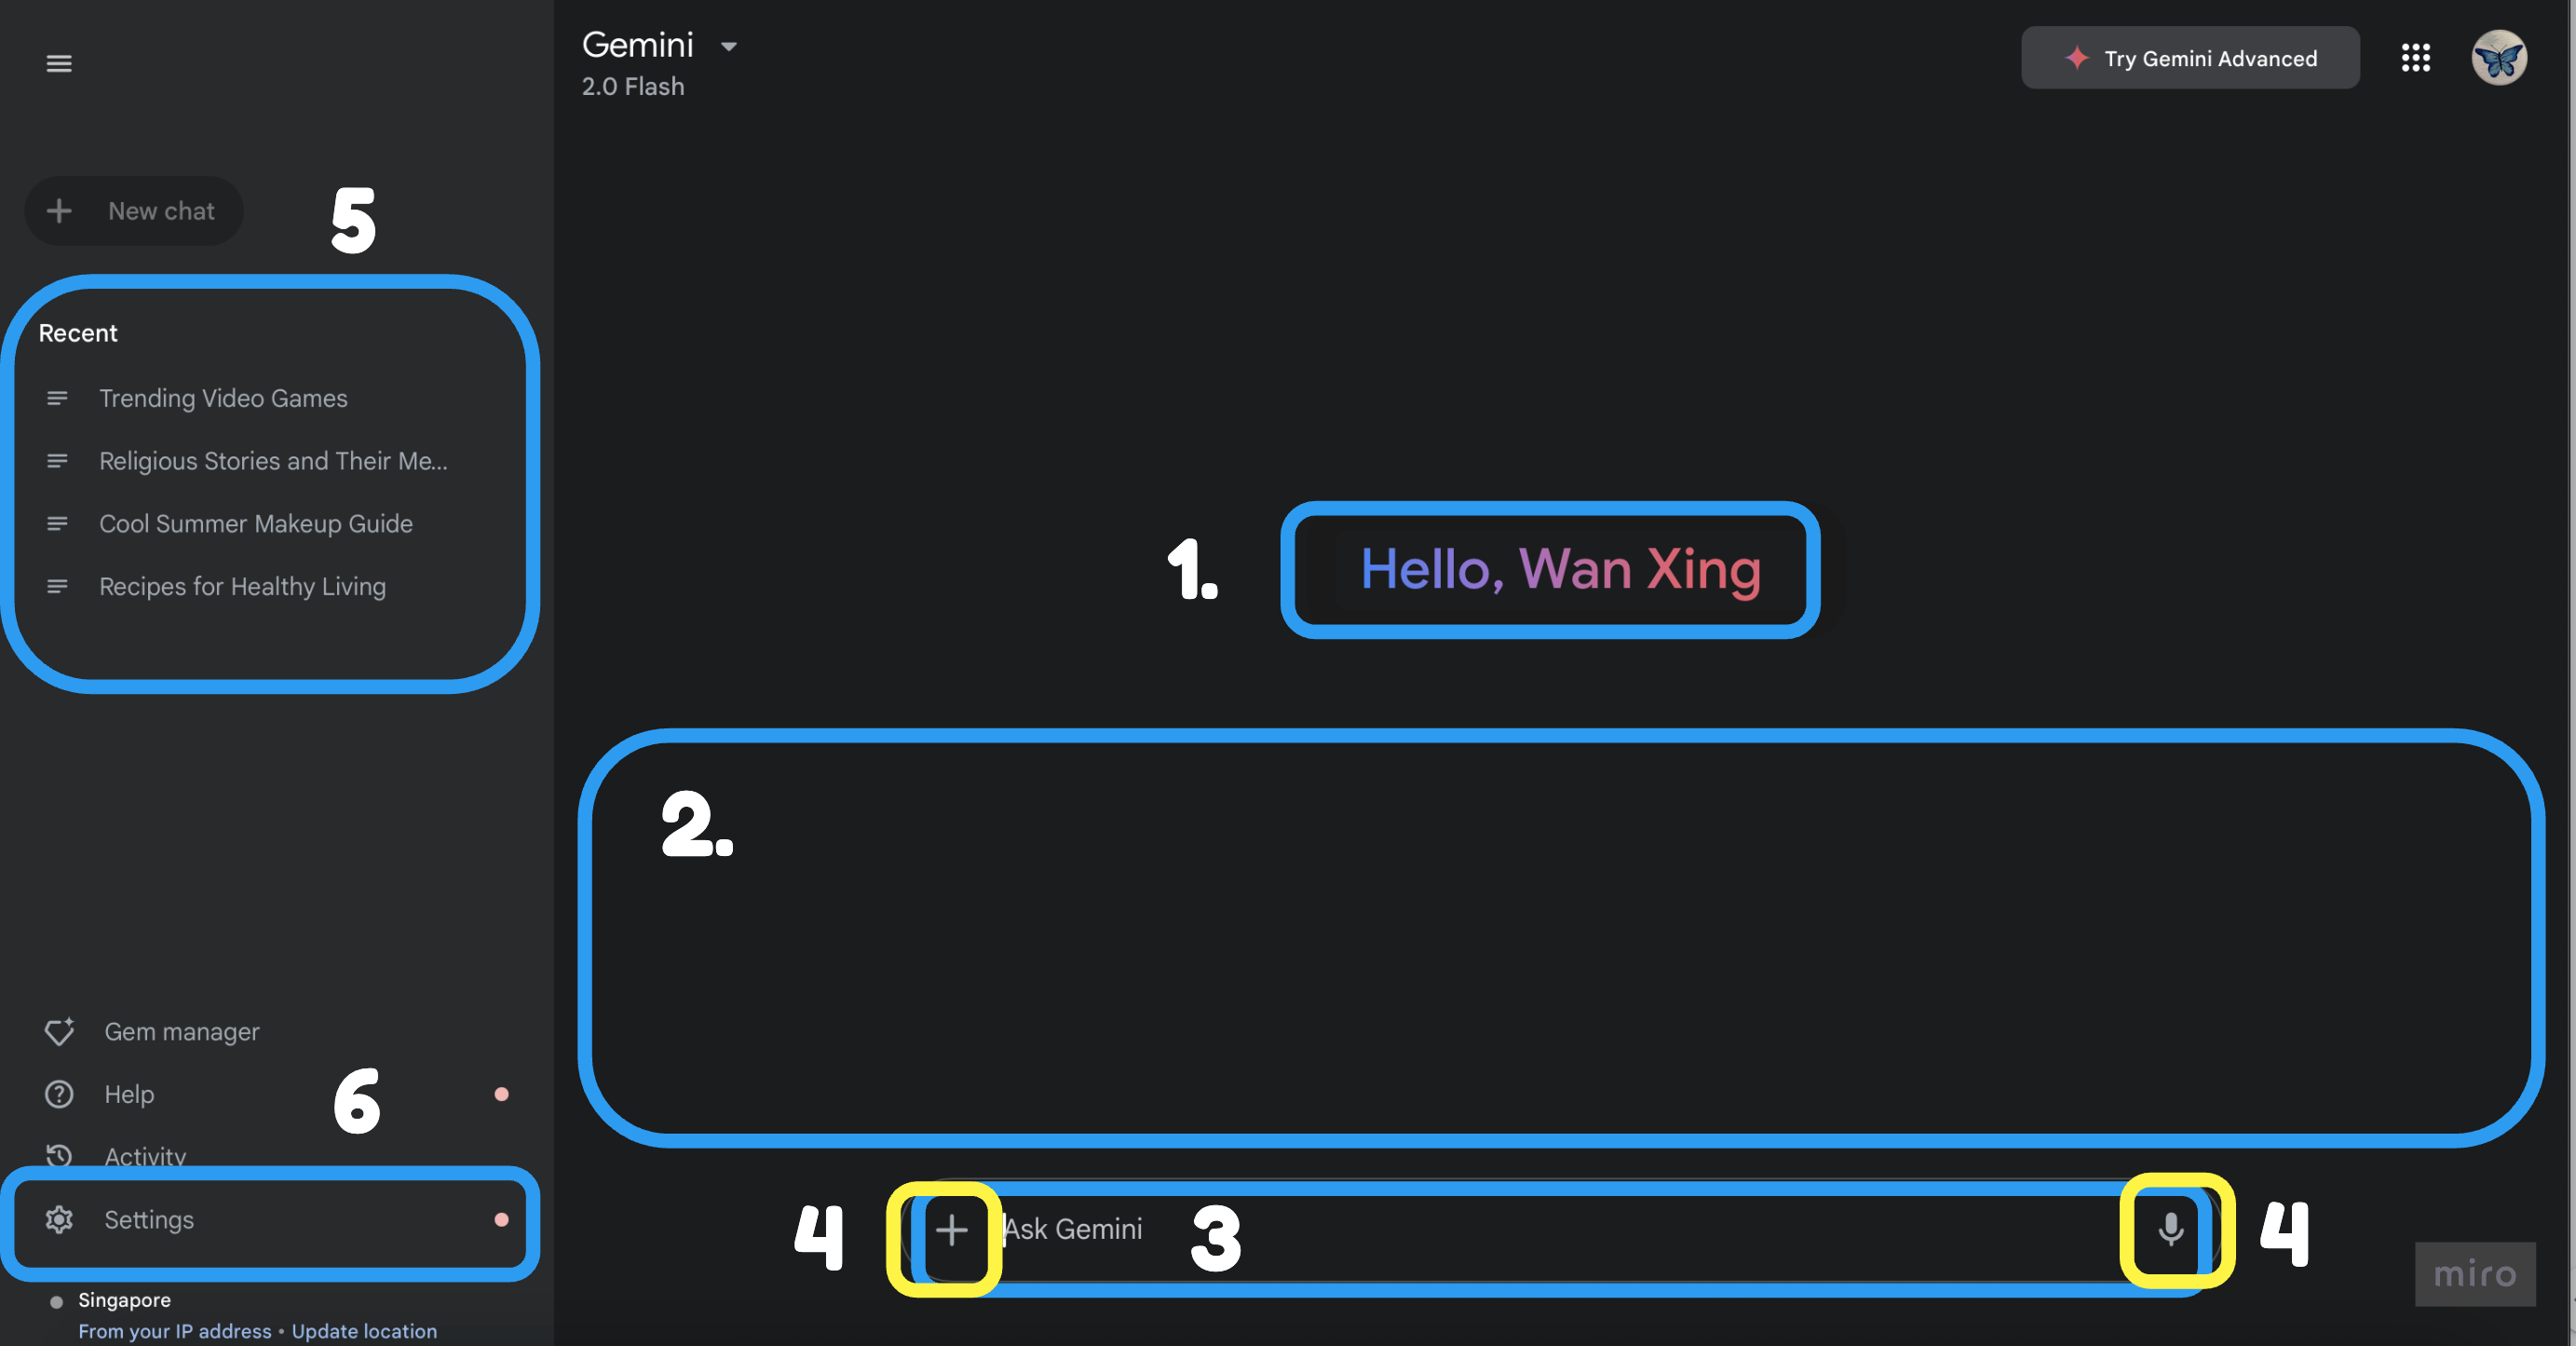 Gemini
2.0 Flash
Try Gemini Advanced
New chat
5
Recent
Trending Video Games
Religious Stories and Their Me...
Cool Summer Makeup Guide
Recipes for Healthy Living
1.
Hello, Wan Xing
2.
Gem manager
Help
6
Activity
Settings
4
Ask Gemini
3
4
miro
Singapore
From your IP address • Update location